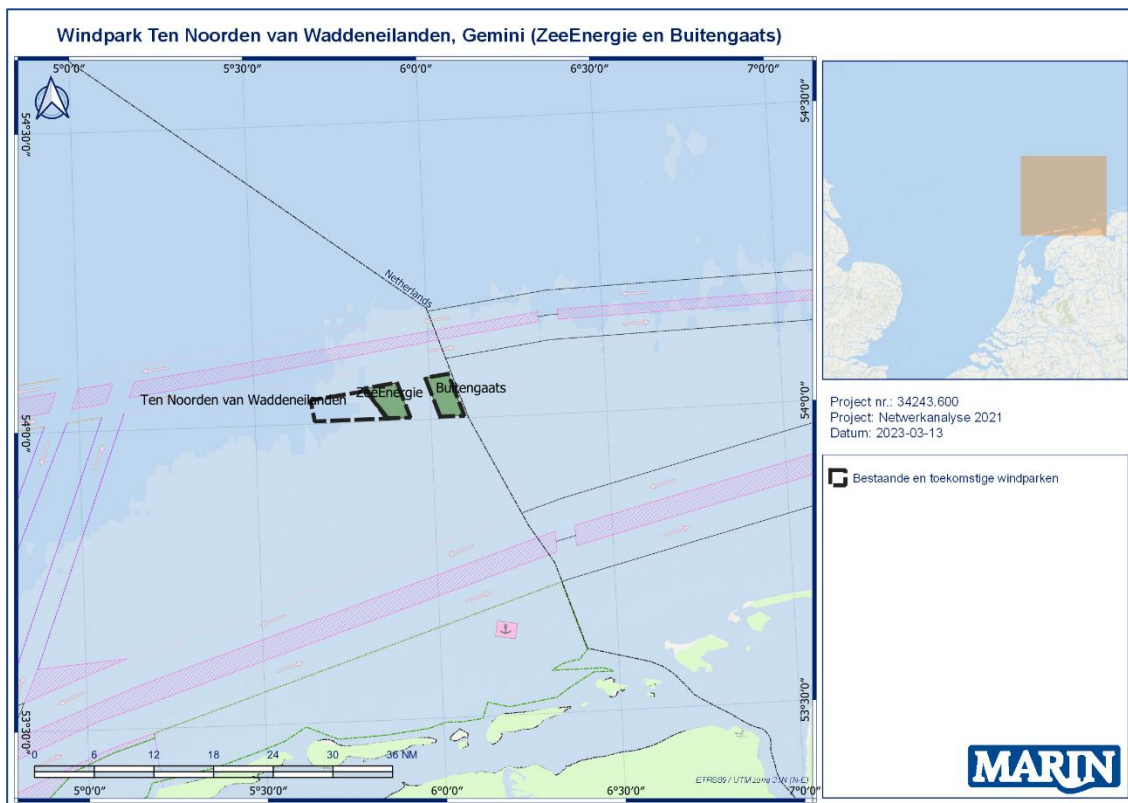 Windpark Ten Noorden van Waddeneilanden, Gemini (ZeeEnergie en Buitengaats)
5°0'0" 5°30'0" 6°0'0" 6°30'0" 7°0'0"
54°30'0" 54°30'0"
Netherlands
Ten Noorden van Waddeneilanden ZeeEnergie Buitengaats
54°0'0" 54°0'0"
53°30'0" 53°30'0"
0 6 12 18 24 30 36 NM
ETRS89 / UTM zone 31N (N-E)
5°0'0" 5°30'0" 6°0'0" 6°30'0" 7°0'0"
Project nr.: 34243.600
Project: Netwerkanalyse 2021
Datum: 2023-03-13
Bestaande en toekomstige windparken
MARIN